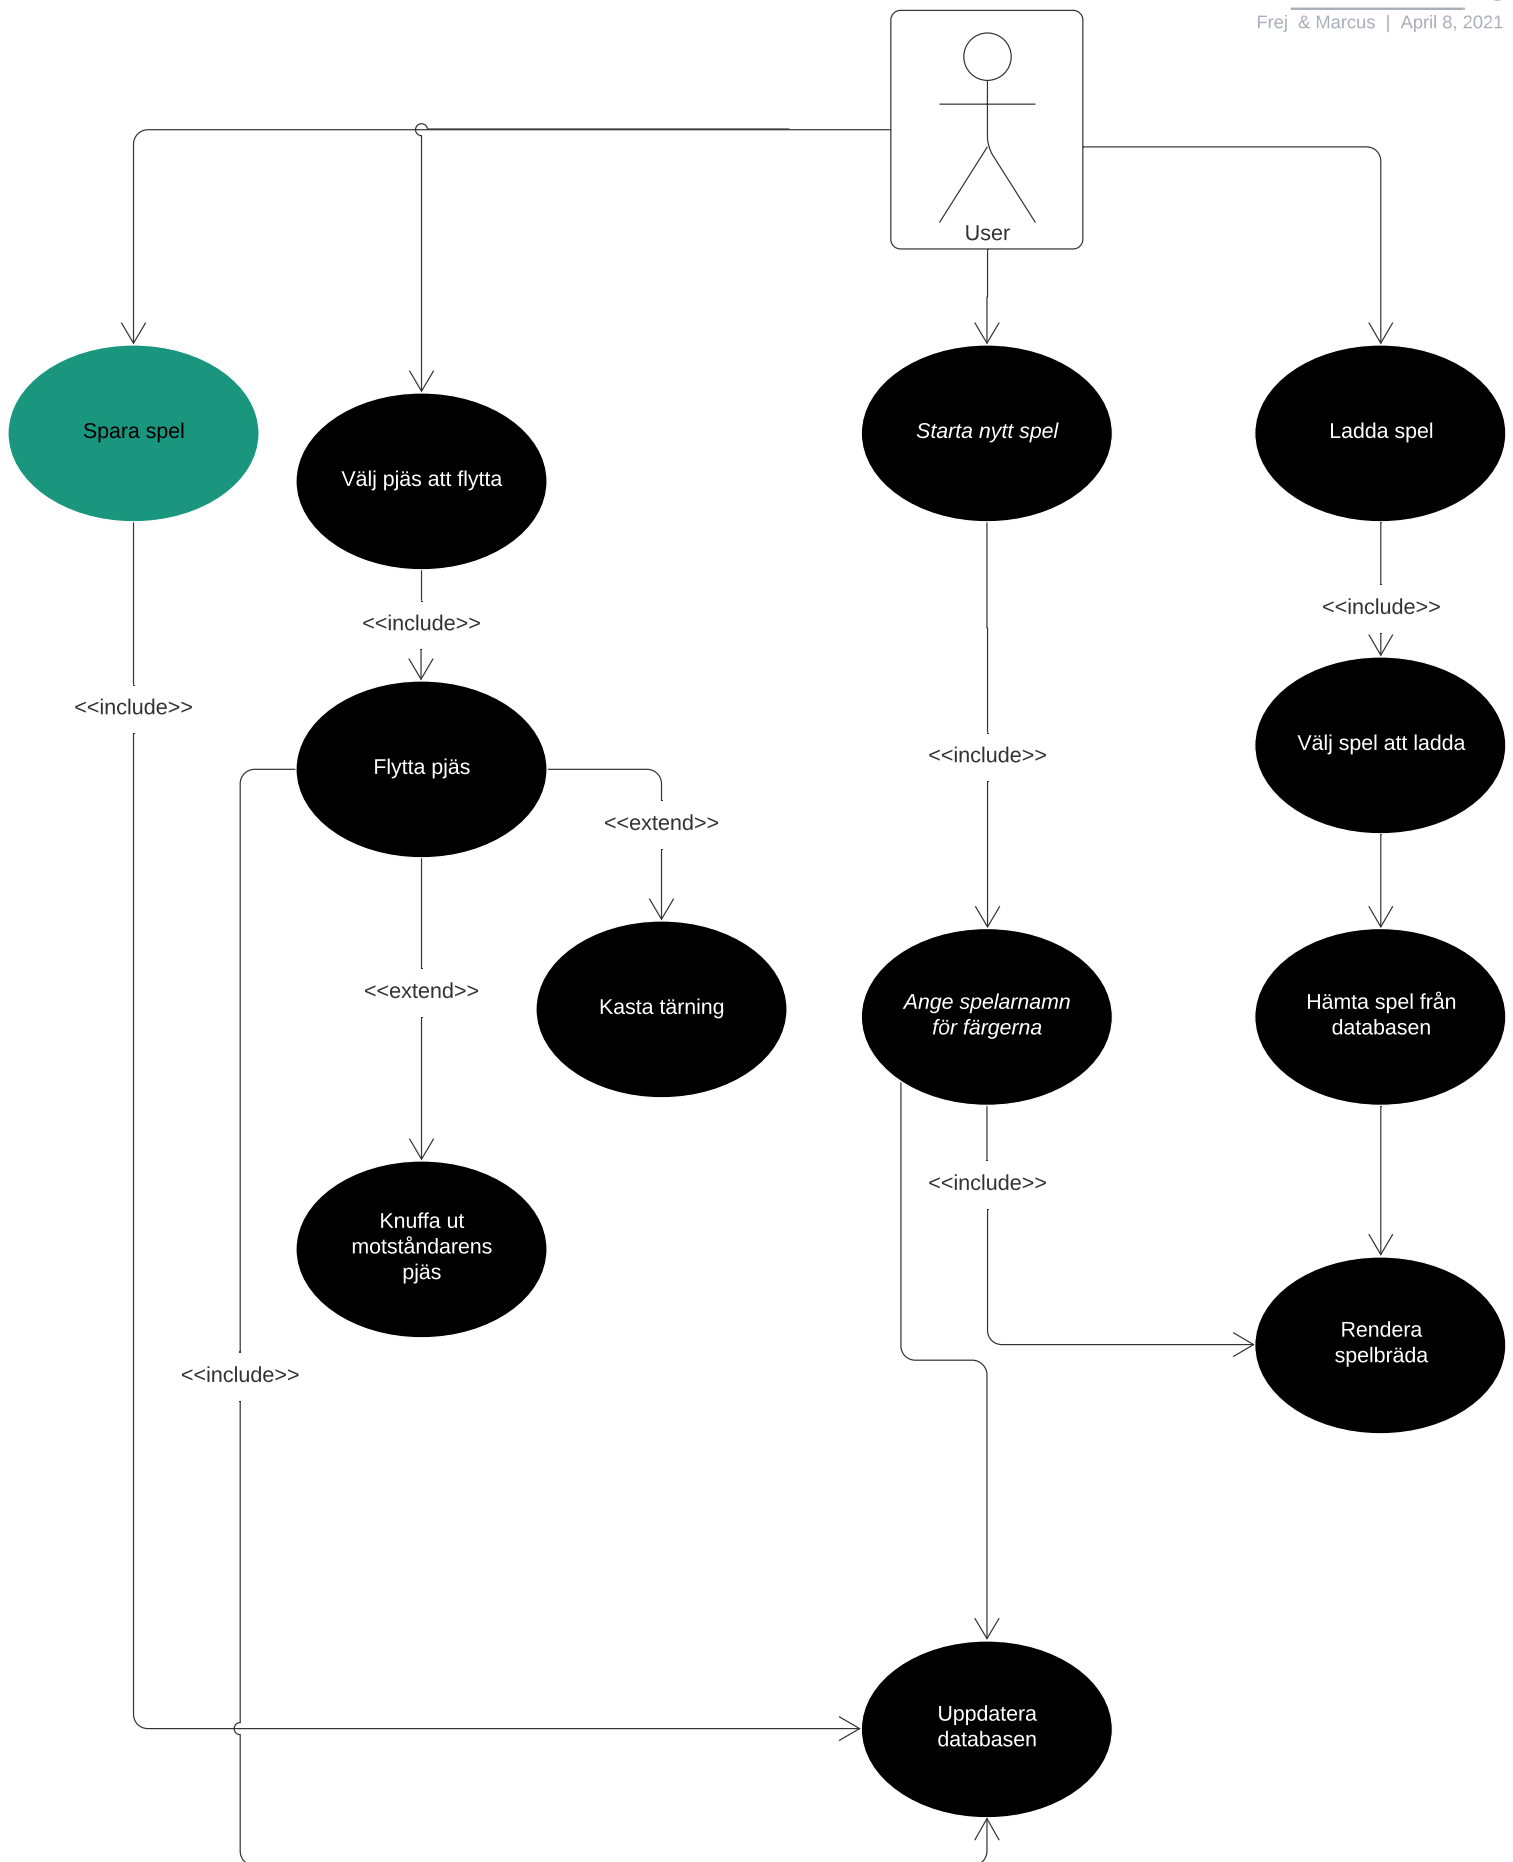 Frej & Marcus | April 8, 2021
User
Spara spel
Välj pjäs att flytta
Starta nytt spel
Ladda spel
<<include>>
<<include>>
<<include>>
<<include>>
Flytta pjäs
Välj spel att ladda
<<extend>>
<<extend>>
Kasta tärning
Ange spelarnamn
för färgerna
Hämta spel från
databasen
<<include>>
Knuffa ut
motståndarens
pjäs
Rendera
spelbräda
<<include>>
Uppdatera
databasen